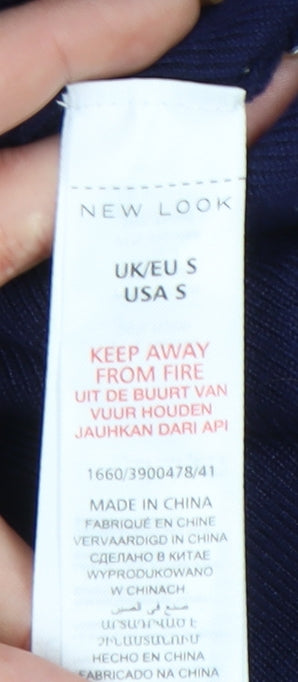 NEW LOOK
UK/EU S
USA S
KEEP AWAY
FROM FIRE
UIT DE BUURT VAN
VUUR HOUDEN
JAUHKAN DARI API
1660/3900478/41
MADE IN CHINA
FABRIQUÉ EN CHINE
VERVAARDIGD IN CHINA
СДЕЛАНО В КИТАЕ
WYPRODUKOWANO
W CHINACH
صنع في الصين
ԱՐՏԱԴՐՎԱԾ Է
ՉԻՆԱՍՏԱՆՈՒՄ
HECHO EN CHINA
FABRICADO NA CHINA